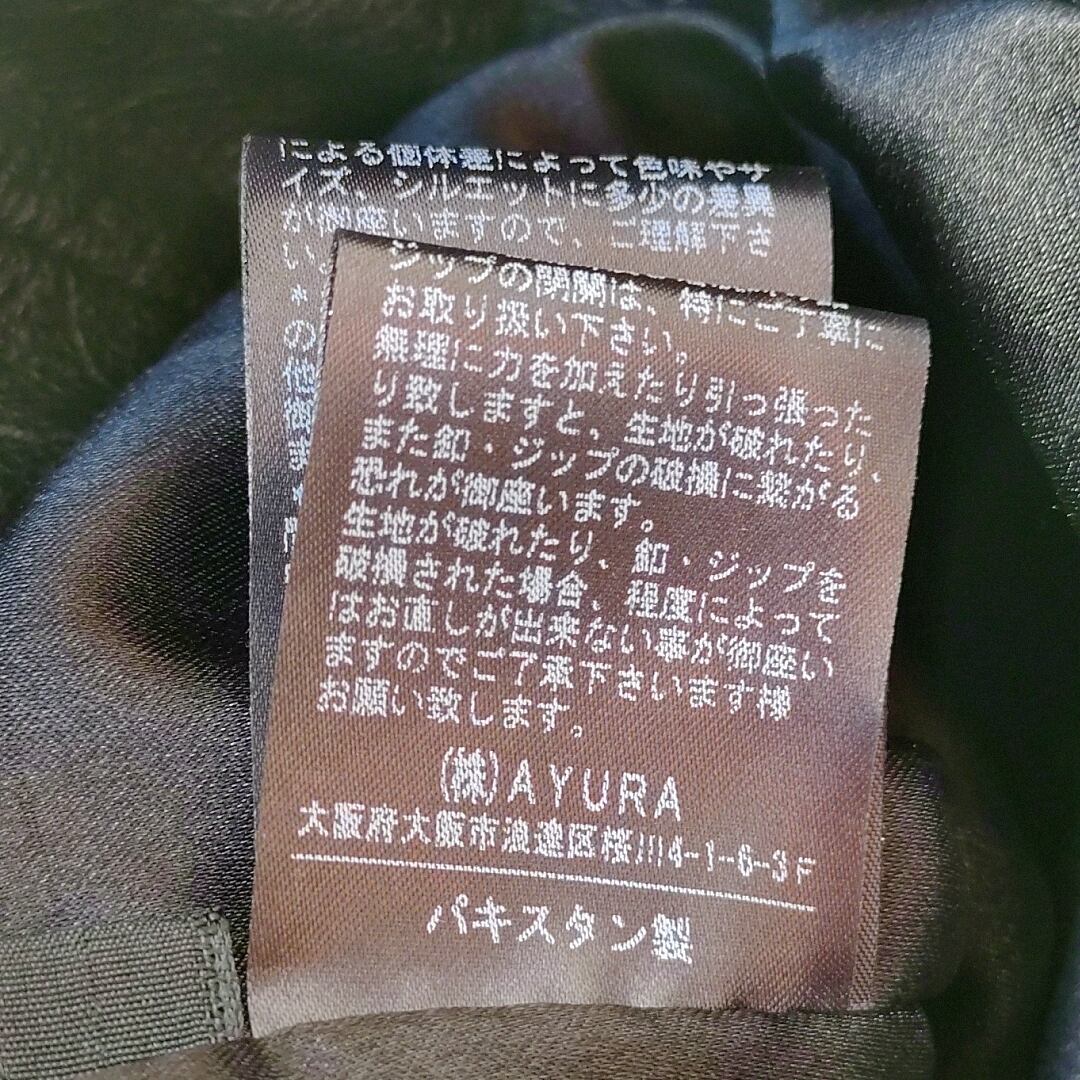 による個体差によって色味やサ
イズ、シルエットに多少の差異
が御座いますので、ご理解下さ
い
*
の
他
ジップの開閉は、特にご丁寧に
お取り扱い下さい。
無理に力を加えたり引っ張った
り致しますと、生地が破れたり、
また釦・ジップの破損に繋がる
恐れが御座います。
生地が破れたり、釦・ジップを
破損された場合、程度によって
はお直しが出来ない事が御座い
ますのでご了承下さいます様
お願い致します。
(株)AYURA
大阪府大阪市浪速区桜川4-1-6-3F
パキスタン製